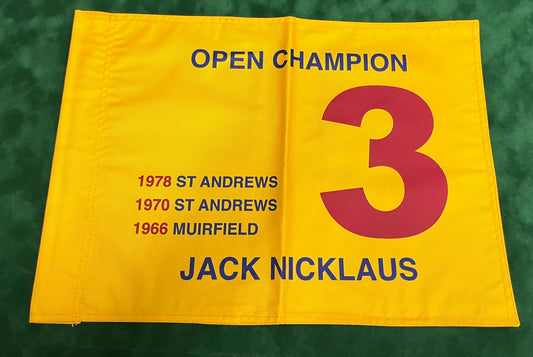 OPEN CHAMPION
3
1978 ST ANDREWS
1970 ST ANDREWS
1966 MUIRFIELD
JACK NICKLAUS